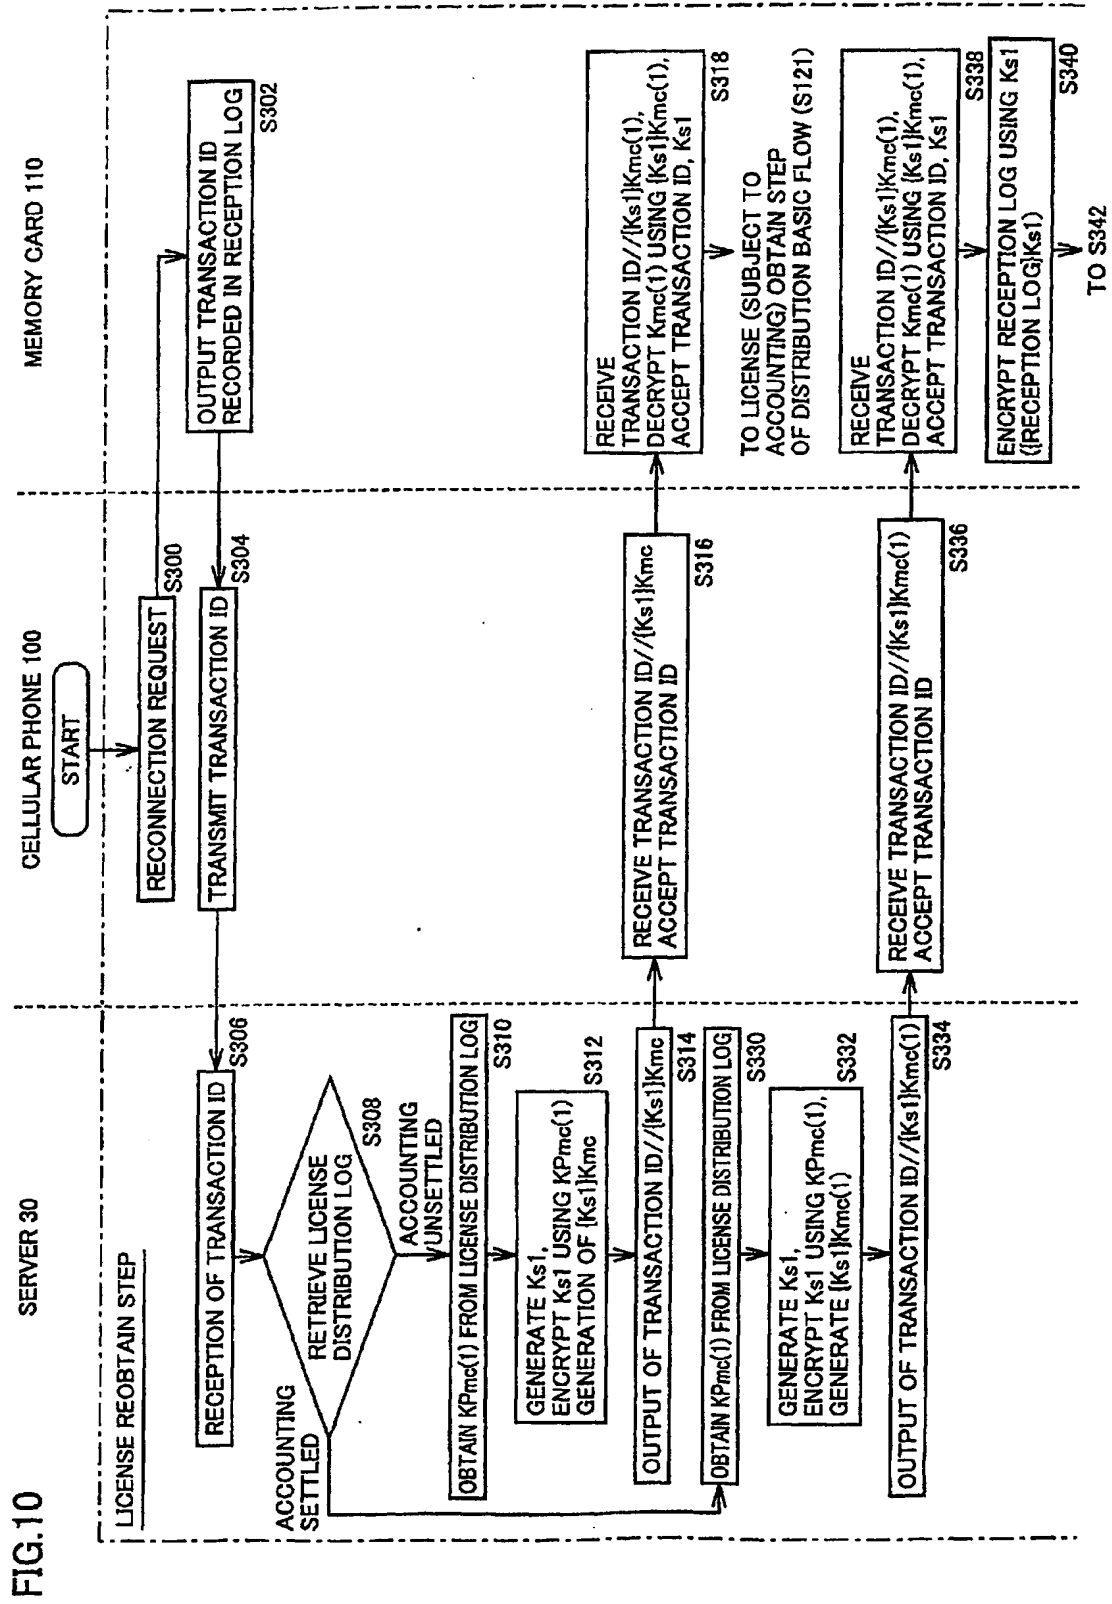 FIG.10
SERVER 30
CELLULAR PHONE 100
MEMORY CARD 110
LICENSE REOBTAIN STEP
START
RECONNECTION REQUEST
S300
OUTPUT TRANSACTION ID
RECORDED IN RECEPTION LOG
S302
TRANSMIT TRANSACTION ID
S304
RECEPTION OF TRANSACTION ID
S306
RETRIEVE LICENSE
DISTRIBUTION LOG
S308
ACCOUNTING
SETTLED
ACCOUNTING
UNSETTLED
OBTAIN KPmc(1) FROM LICENSE DISTRIBUTION LOG
S310
GENERATE Ks1,
ENCRYPT Ks1 USING KPmc(1)
GENERATION OF {Ks1}Kmc
S312
OUTPUT OF TRANSACTION ID//{Ks1}Kmc
S314
RECEIVE TRANSACTION ID//{Ks1}Kmc
ACCEPT TRANSACTION ID
S316
RECEIVE
TRANSACTION ID//{Ks1}Kmc(1),
DECRYPT Kmc(1) USING {Ks1}Kmc(1),
ACCEPT TRANSACTION ID, Ks1
S318
TO LICENSE (SUBJECT TO
ACCOUNTING) OBTAIN STEP
OF DISTRIBUTION BASIC FLOW (S121)
OBTAIN KPmc(1) FROM LICENSE DISTRIBUTION LOG
S330
GENERATE Ks1,
ENCRYPT Ks1 USING KPmc(1),
GENERATE {Ks1}Kmc(1)
S332
OUTPUT OF TRANSACTION ID//{Ks1}Kmc(1)
S334
RECEIVE TRANSACTION ID//{Ks1}Kmc(1)
ACCEPT TRANSACTION ID
S336
RECEIVE
TRANSACTION ID//{Ks1}Kmc(1),
DECRYPT Kmc(1) USING {Ks1}Kmc(1),
ACCEPT TRANSACTION ID, Ks1
S338
ENCRYPT RECEPTION LOG USING Ks1
({RECEPTION LOG}Ks1)
S340
TO S342